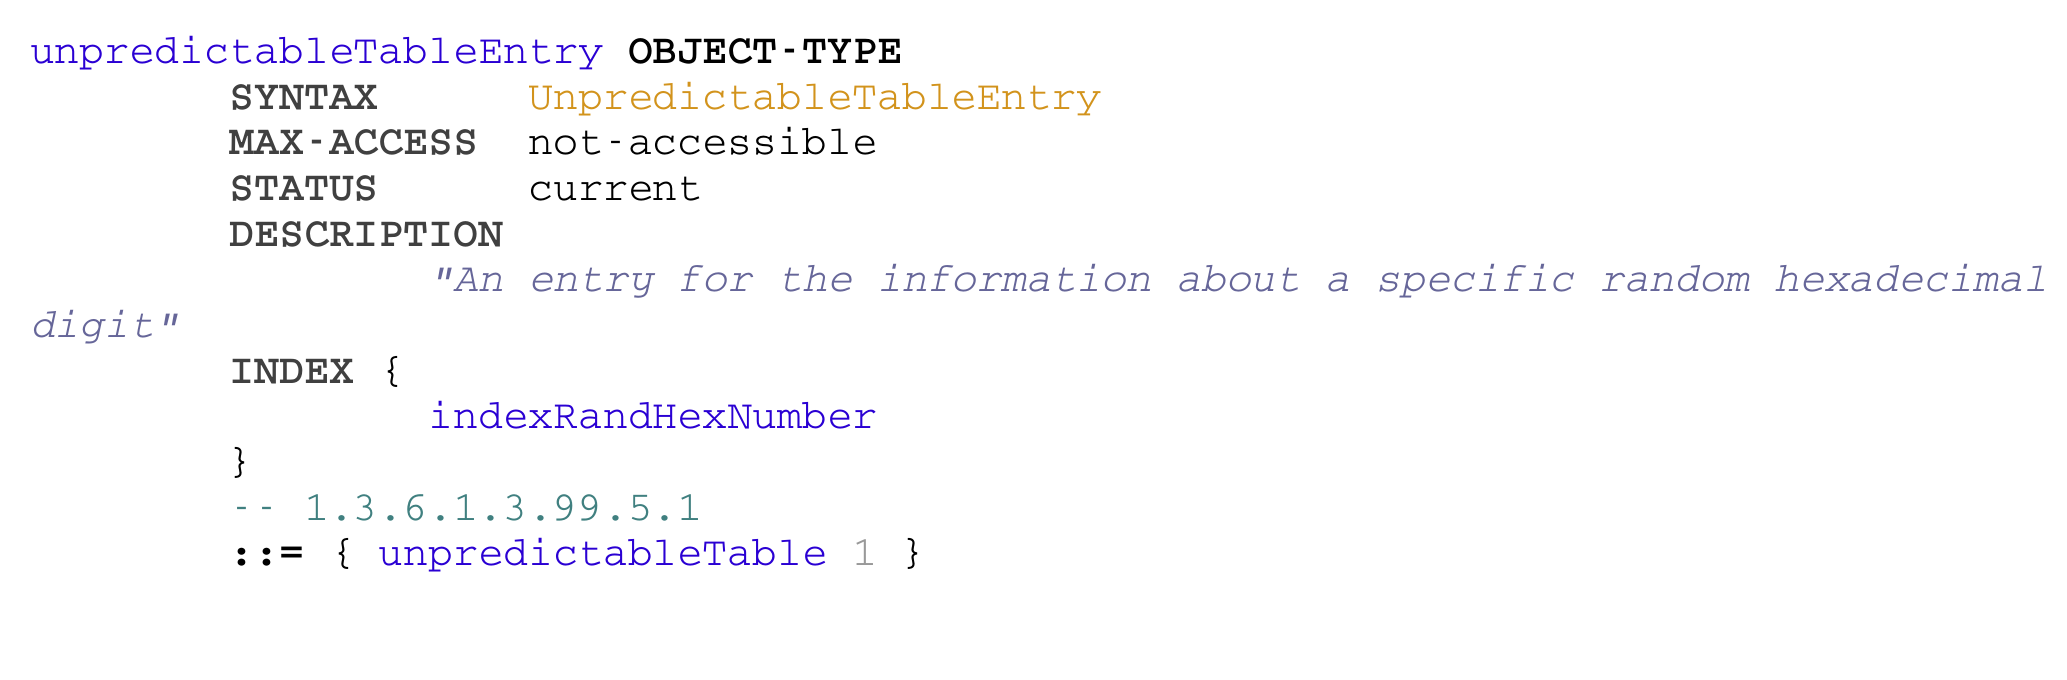 unpredictableTableEntry OBJECT-TYPE
        SYNTAX      UnpredictableTableEntry
        MAX-ACCESS  not-accessible
        STATUS      current
        DESCRIPTION
                "An entry for the information about a specific random hexadecimal
digit"
        INDEX {
                indexRandHexNumber
        }
        -- 1.3.6.1.3.99.5.1
        ::= { unpredictableTable 1 }